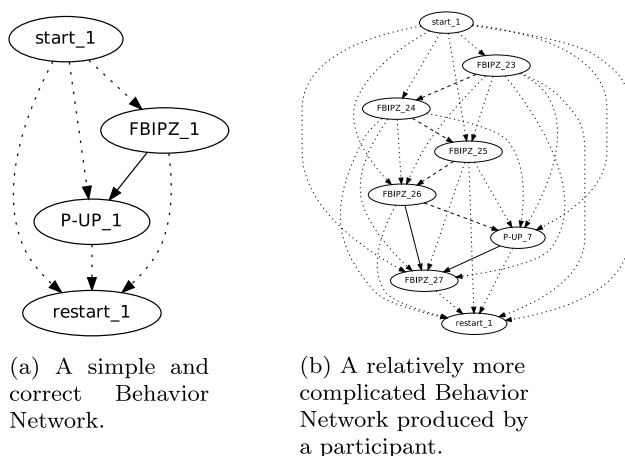 start_1
FBIPZ_1
P-UP_1
restart_1
(a) A simple and
correct Behavior
Network.
start_1
FBIPZ_23
FBIPZ_24
FBIPZ_25
FBIPZ_26
P-UP_7
FBIPZ_27
restart_1
(b) A relatively more
complicated Behavior
Network produced by
a participant.